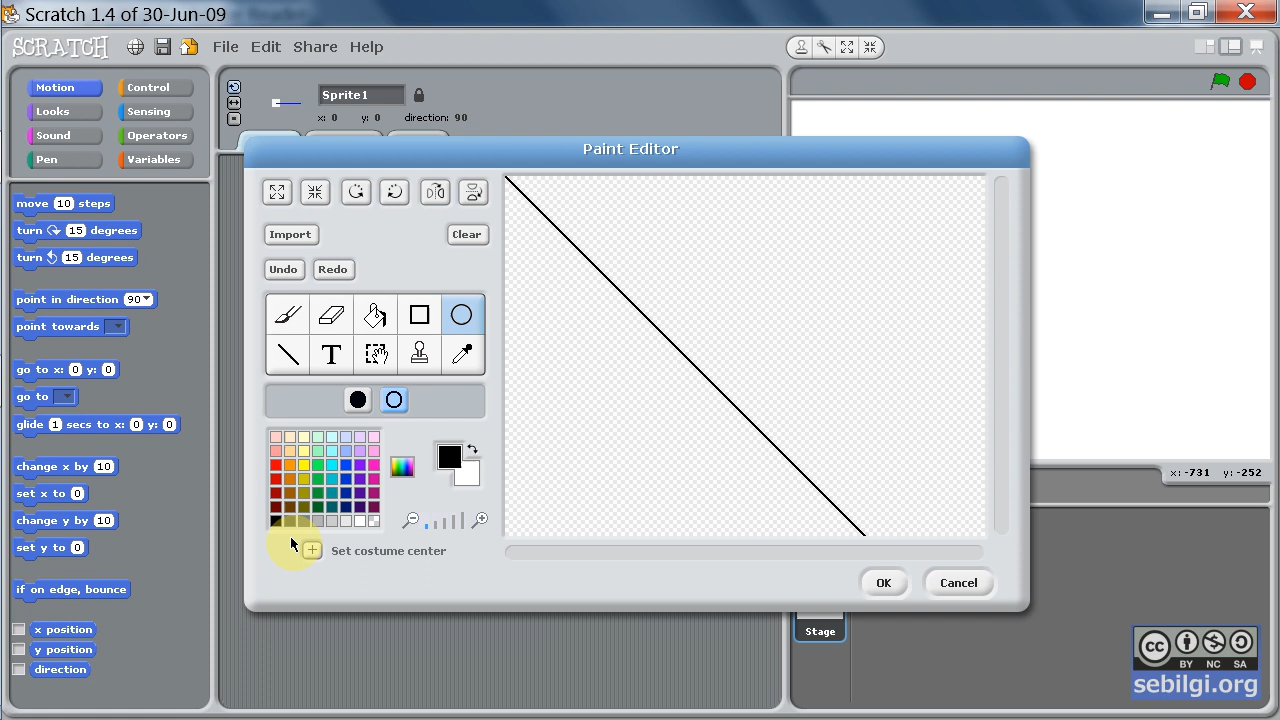 Scratch 1.4 of 30-Jun-09
SCRATCH File Edit Share Help
Motion Control
Looks Sensing
Sound Operators
Pen Variables
Sprite1
x: 0 y: 0 direction: 90
move 10 steps
turn 15 degrees
turn 15 degrees
point in direction 90
point towards
go to x: 0 y: 0
go to
glide 1 secs to x: 0 y: 0
change x by 10
set x to 0
change y by 10
set y to 0
if on edge, bounce
x position
y position
direction
Paint Editor
Import Clear
Undo Redo
T
Set costume center
OK Cancel
x: -731 y: -252
Stage
cc
BY NC SA
sebilgi.org